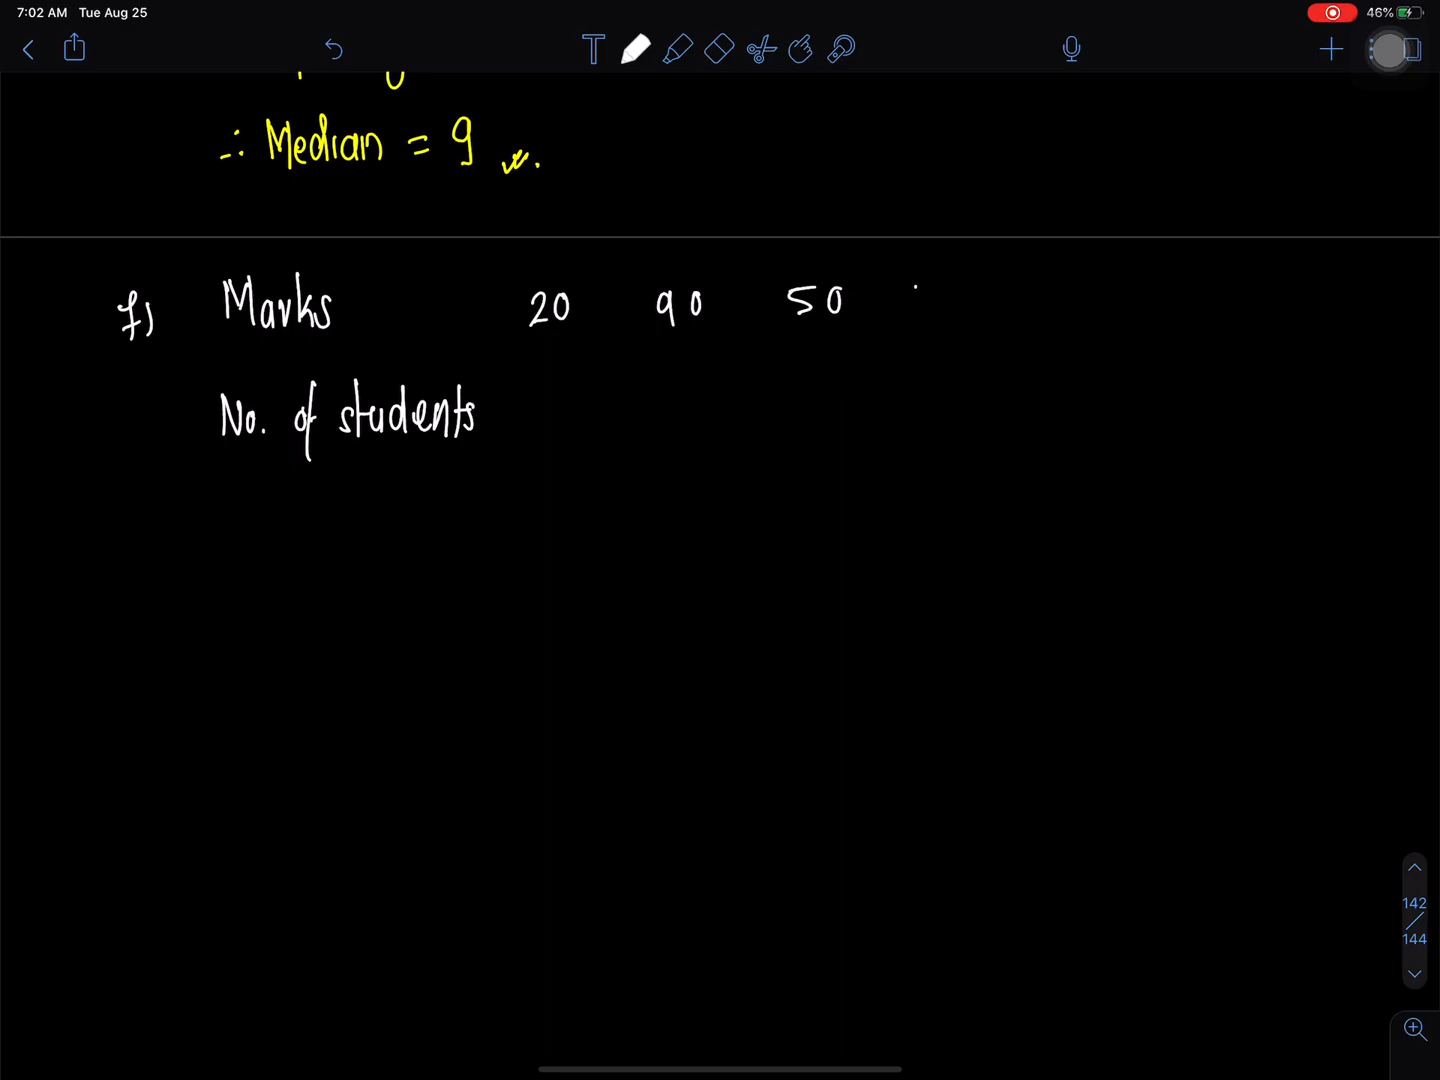 7:02 AM Tue Aug 25 46%
∴ Median = 9
f) Marks 20 90 50
No. of students
142
144